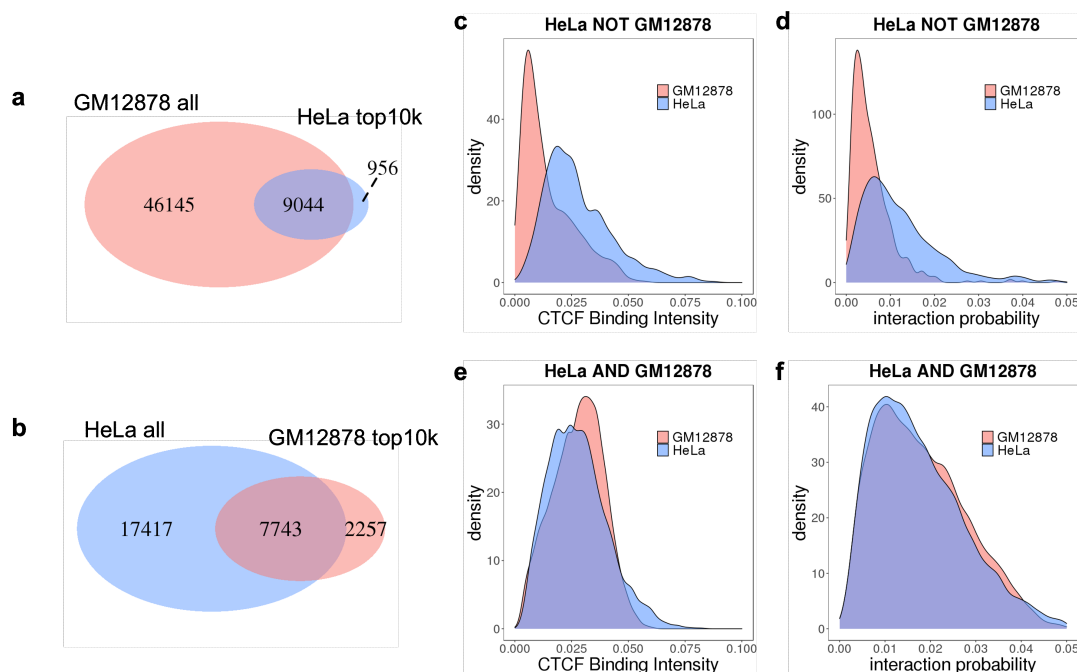 a
GM12878 all
HeLa top10k
956
46145
9044
b
HeLa all
GM12878 top10k
17417
7743
2257
c
HeLa NOT GM12878
GM12878
HeLa
density
40
20
0
0.000
0.025
0.050
0.075
0.100
CTCF Binding Intensity
d
HeLa NOT GM12878
GM12878
HeLa
density
100
50
0
0.00
0.01
0.02
0.03
0.04
0.05
interaction probability
e
HeLa AND GM12878
GM12878
HeLa
density
30
20
10
0
0.000
0.025
0.050
0.075
0.100
CTCF Binding Intensity
f
HeLa AND GM12878
GM12878
HeLa
density
40
30
20
10
0
0.00
0.01
0.02
0.03
0.04
0.05
interaction probability